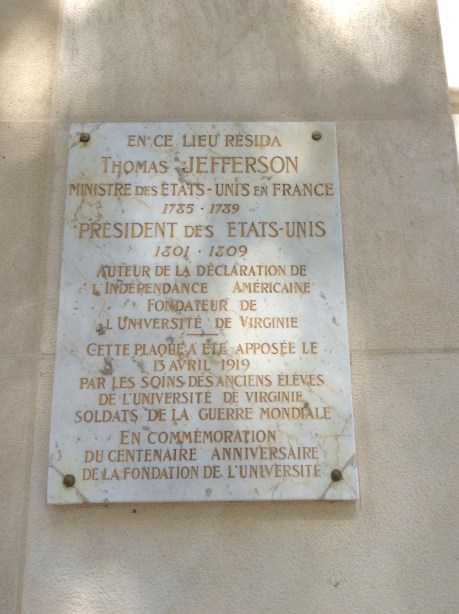 EN CE LIEU RÉSIDA
THOMAS JEFFERSON
MINISTRE DES ÉTATS-UNIS EN FRANCE
1785 · 1789
PRÉSIDENT DES ETATS-UNIS
1801 · 1809
AUTEUR DE LA DÉCLARATION DE
L'INDÉPENDANCE AMÉRICAINE
FONDATEUR DE
L'UNIVERSITÉ DE VIRGINIE
CETTE PLAQUE A ÉTÉ APPOSÉE LE
13 AVRIL 1919
PAR LES SOINS DES ANCIENS ÉLÈVES
DE L'UNIVERSITÉ DE VIRGINIE
SOLDATS DE LA GUERRE MONDIALE
EN COMMÉMORATION
DU CENTENAIRE ANNIVERSAIRE
DE LA FONDATION DE L'UNIVERSITÉ